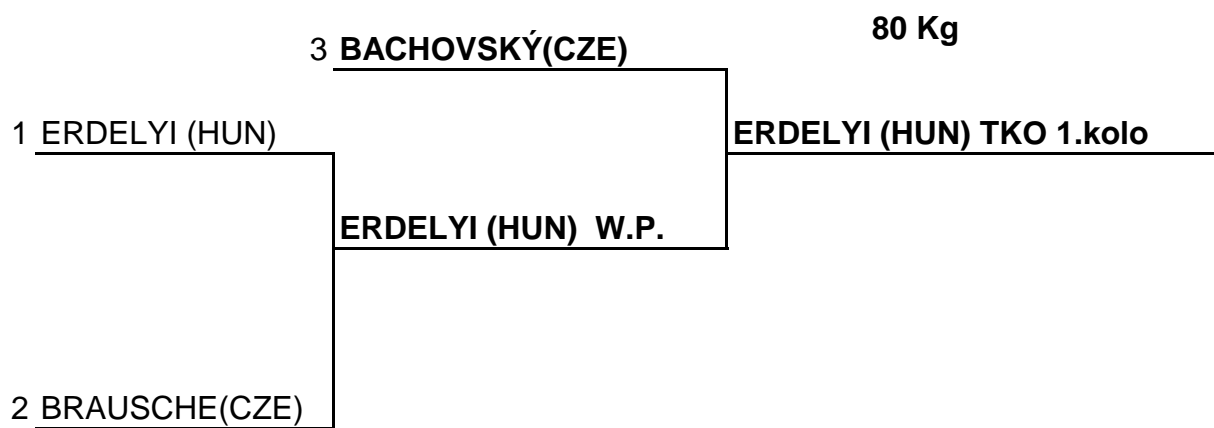 80 Kg
3 BACHOVSKÝ(CZE)
1 ERDELYI (HUN)
ERDELYI (HUN) TKO 1.kolo
ERDELYI (HUN) W.P.
2 BRAUSCHE(CZE)